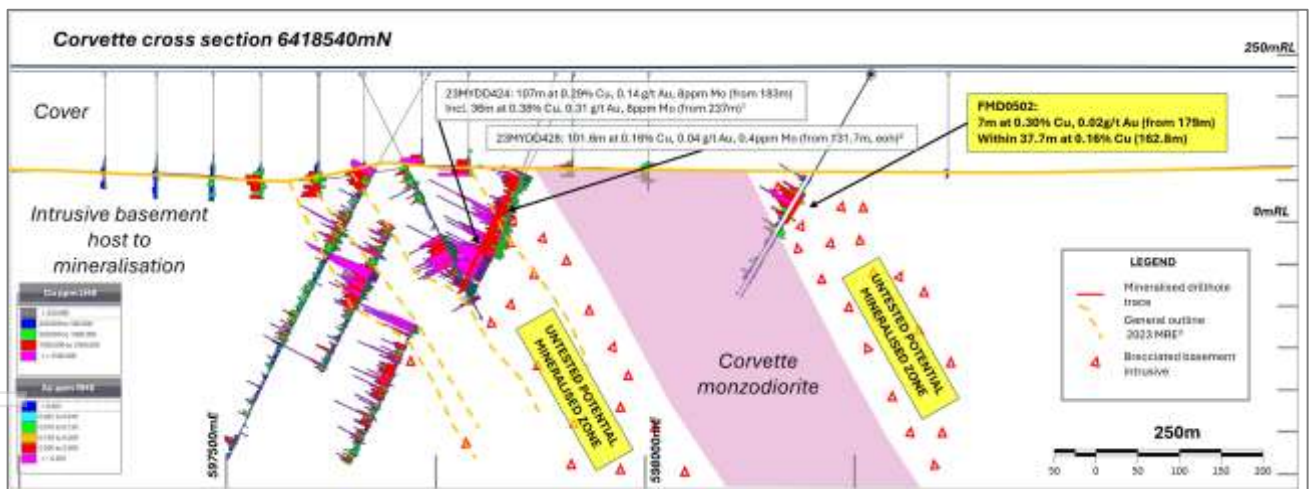 Corvette cross section 6418540mN
250mRL
Cover
23MYDD424: 107m at 0.29% Cu, 0.14 g/t Au, 8ppm Mo (from 183m)
Incl. 36m at 0.38% Cu, 0.31 g/t Au, 8ppm Mo (from 237m)
23MYDD428: 101.6m at 0.16% Cu, 0.04 g/t Au, 0.4ppm Mo (from 131.7m, eoh)
FMD0502:
7m at 0.30% Cu, 0.02g/t Au (from 179m)
Within 37.7m at 0.16% Cu (162.8m)
Intrusive basement
host to
mineralisation
0mRL
LEGEND
Mineralised drillhole
trace
General outline
2023 MRE
Brecciated basement
intrusive
UNTESTED POTENTIAL
MINERALISED ZONE
Corvette
monzodiorite
UNTESTED POTENTIAL
MINERALISED ZONE
597500mE
598000mE
250m
50 0 50 100 150 200